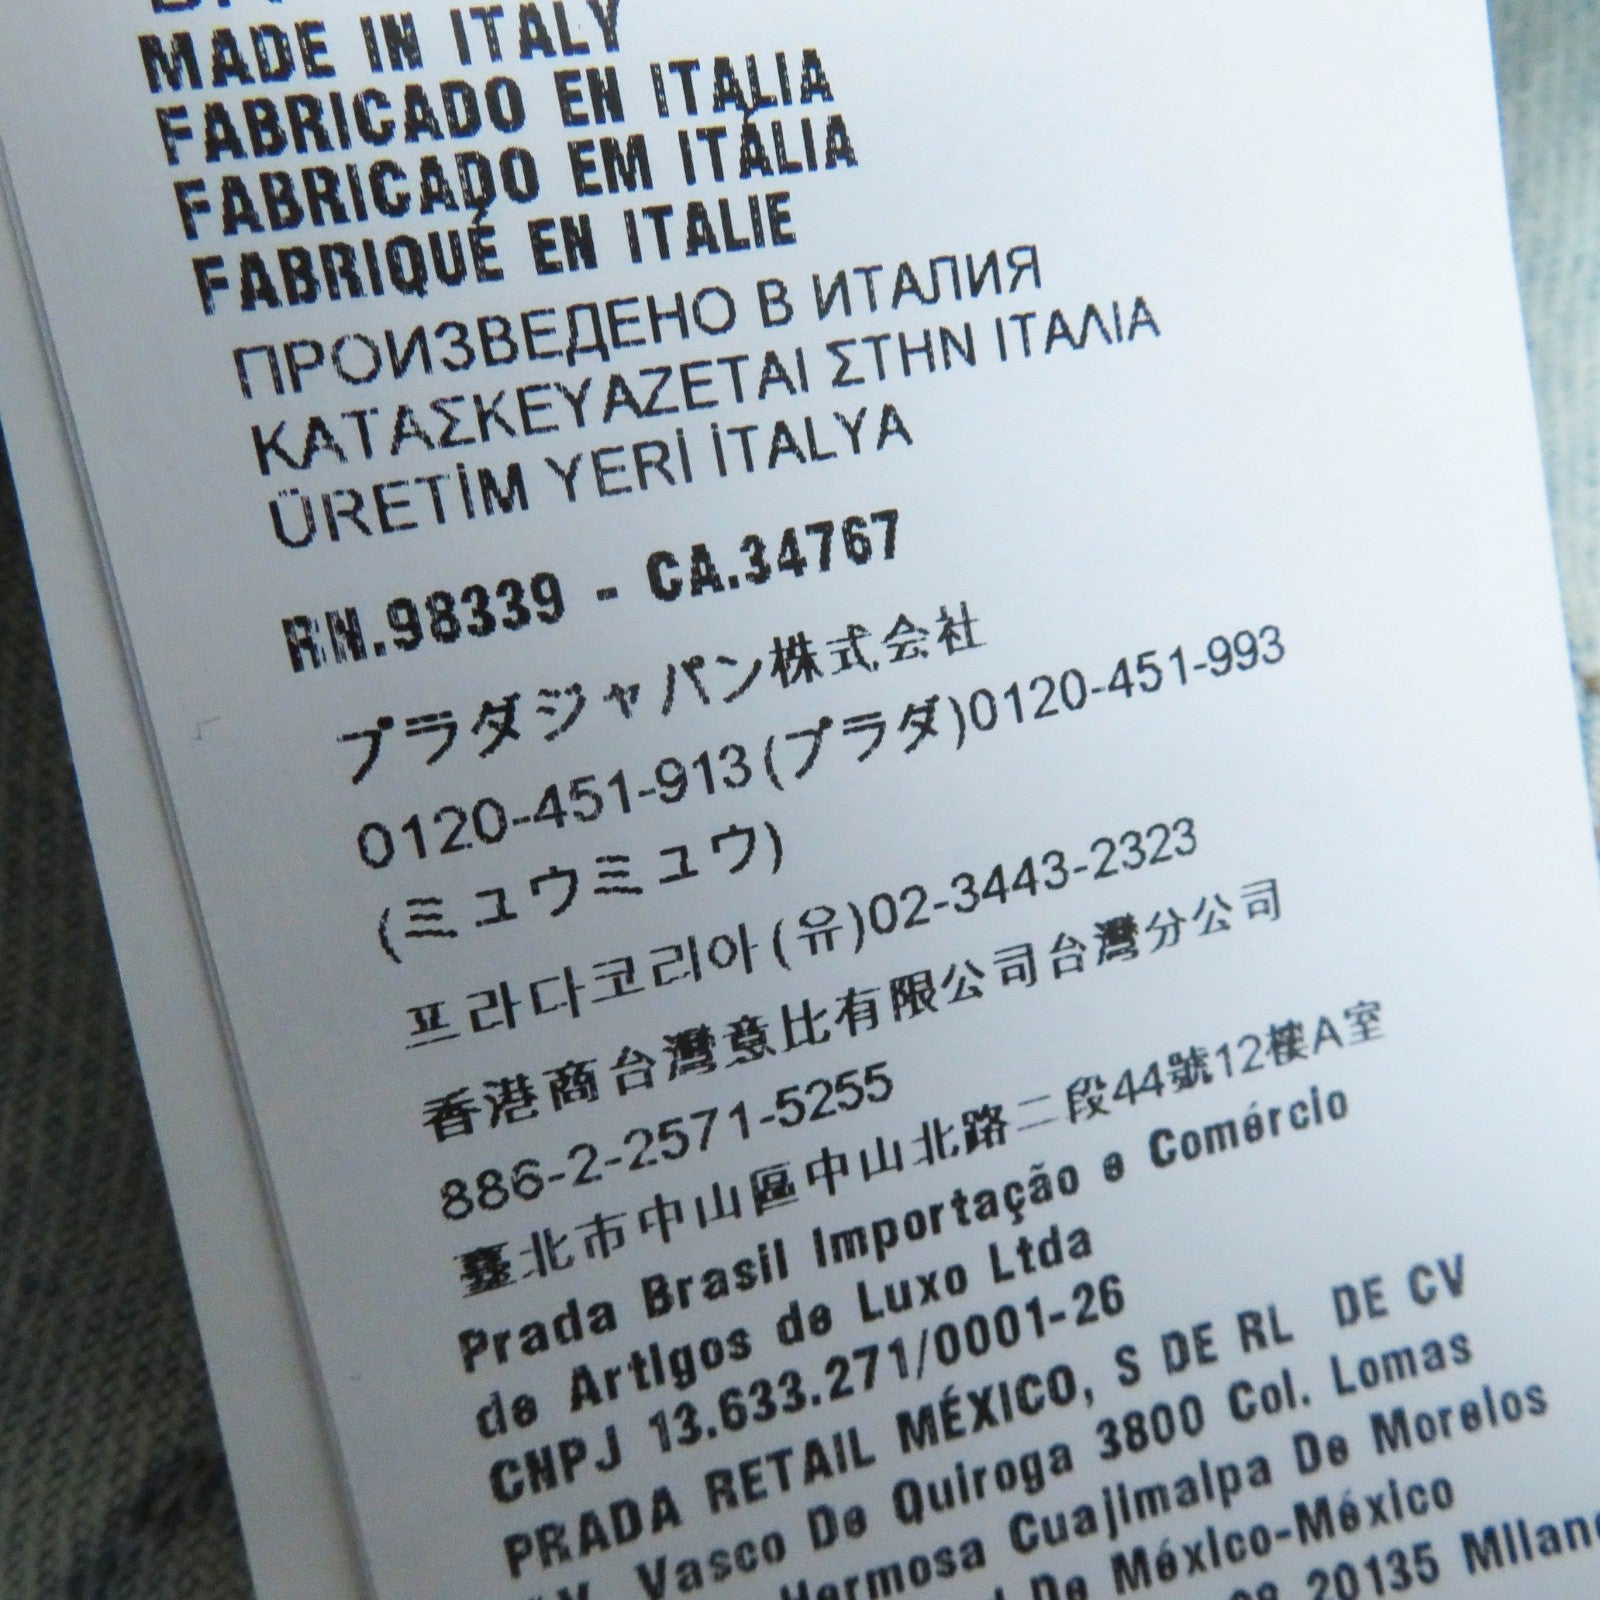 MADE IN ITALY
FABRICADO EN ITALIA
FABRICADO EM ITÁLIA
FABRIQUÉ EN ITALIE
ПРОИЗВЕДЕНО В ИТАЛИЯ
ΚΑΤΑΣΚΕΥΑΖΕΤΑΙ ΣΤΗΝ ΙΤΑΛΙΑ
ÜRETİM YERİ İTALYA
RN.98339 - CA.34767
プラダジャパン株式会社
0120-451-913(プラダ)0120-451-993
(ミュウミュウ)
프라다코리아(유)02-3443-2323
香港商台灣意比有限公司台灣分公司
886-2-2571-5255
臺北市中山區中山北路二段44號12樓A室
Prada Brasil Importação e Comércio
de Artigos de Luxo Ltda
CNPJ 13.633.271/0001-26
PRADA RETAIL MÉXICO, S DE RL DE CV
Vasco De Quiroga 3800 Col. Lomas
Hermosa Cuajimalpa De Morelos
De México-México
20135 Milano